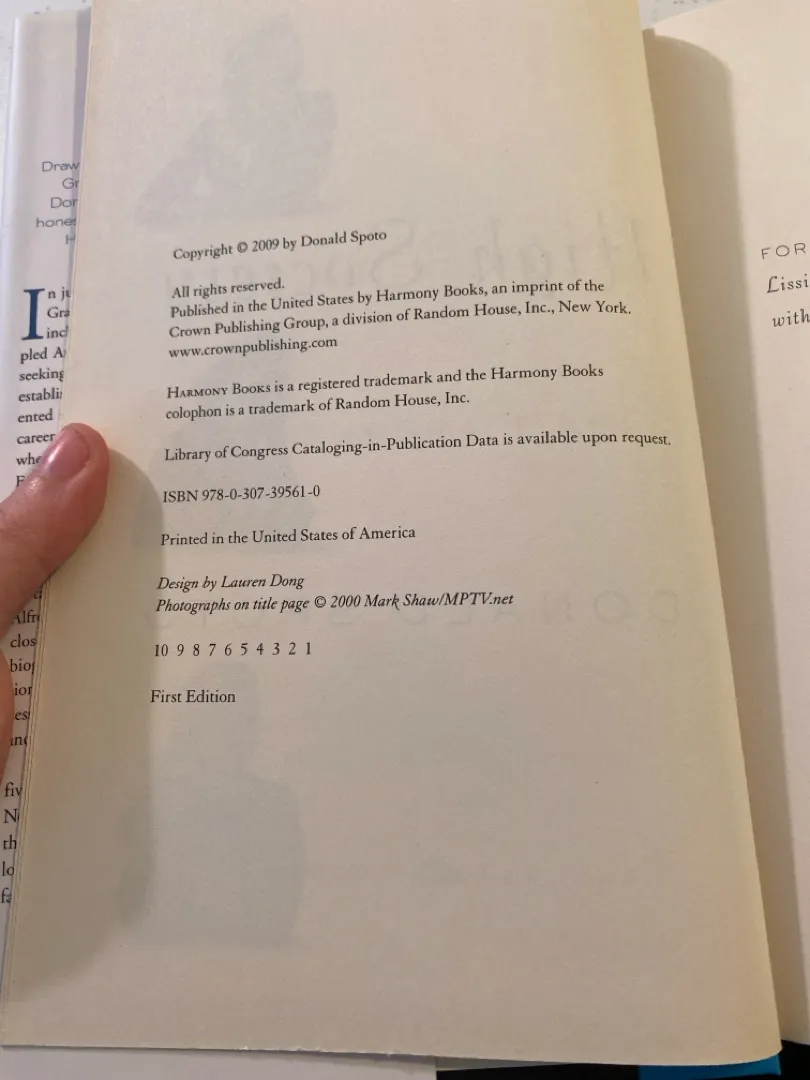 Copyright © 2009 by Donald Spoto
All rights reserved.
Published in the United States by Harmony Books, an imprint of the
Crown Publishing Group, a division of Random House, Inc., New York.
www.crownpublishing.com
HARMONY BOOKS is a registered trademark and the Harmony Books
colophon is a trademark of Random House, Inc.
Library of Congress Cataloging-in-Publication Data is available upon request.
ISBN 978-0-307-39561-0
Printed in the United States of America
Design by Lauren Dong
Photographs on title page © 2000 Mark Shaw/MPTV.net
10 9 8 7 6 5 4 3 2 1
First Edition
FOR
Lissi
with